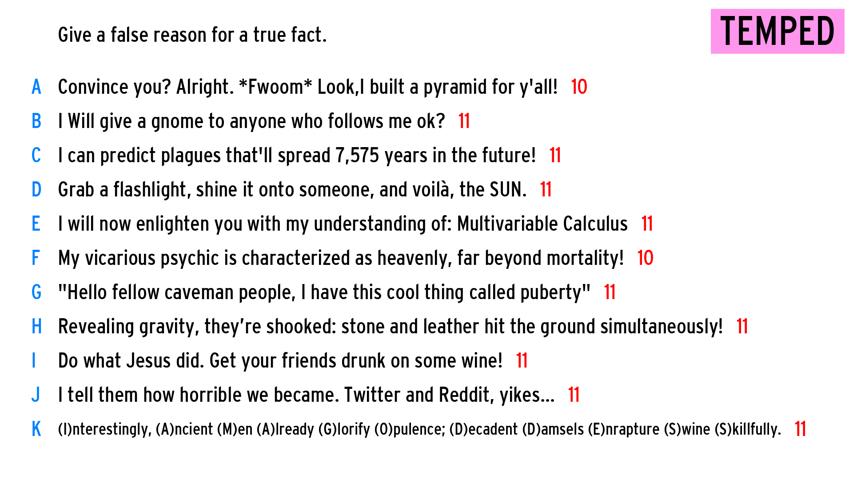 Give a false reason for a true fact.
TEMPED
A Convince you? Alright. *Fwoom* Look,I built a pyramid for y'all! 10
B I Will give a gnome to anyone who follows me ok? 11
C I can predict plagues that'll spread 7,575 years in the future! 11
D Grab a flashlight, shine it onto someone, and voilà, the SUN. 11
E I will now enlighten you with my understanding of: Multivariable Calculus 11
F My vicarious psychic is characterized as heavenly, far beyond mortality! 10
G "Hello fellow caveman people, I have this cool thing called puberty" 11
H Revealing gravity, they’re shooked: stone and leather hit the ground simultaneously! 11
I Do what Jesus did. Get your friends drunk on some wine! 11
J I tell them how horrible we became. Twitter and Reddit, yikes... 11
K (I)nterestingly, (A)ncient (M)en (A)lready (G)lorify (O)pulence; (D)ecadent (D)amsels (E)nrapture (S)wine (S)killfully. 11